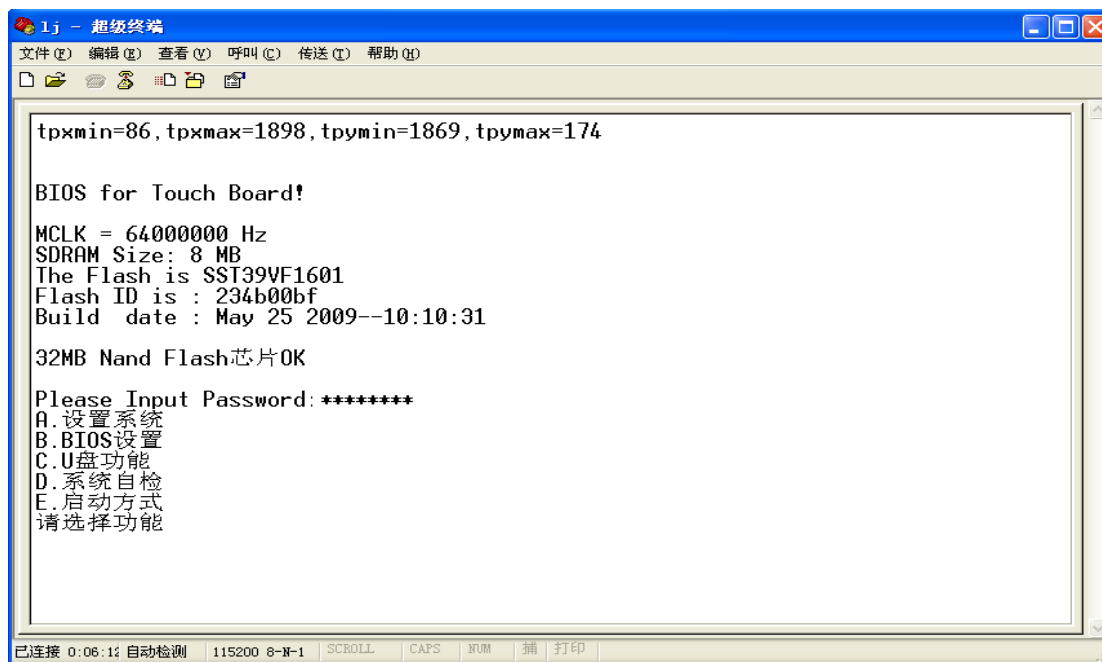 lj - 超级终端
文件(F) 编辑(E) 查看(V) 呼叫(C) 传送(T) 帮助(H)
tpxmin=86,tpxmax=1898,tpymin=1869,tpymax=174
BIOS for Touch Board!
MCLK = 64000000 Hz
SDRAM Size: 8 MB
The Flash is SST39VF1601
Flash ID is : 234b00bf
Build  date : May 25 2009--10:10:31
32MB Nand Flash芯片OK
Please Input Password:********
A.设置系统
B.BIOS设置
C.U盘功能
D.系统自检
E.启动方式
请选择功能
已连接 0:06:12 自动检测 115200 8-N-1 SCROLL CAPS NUM 捕 打印